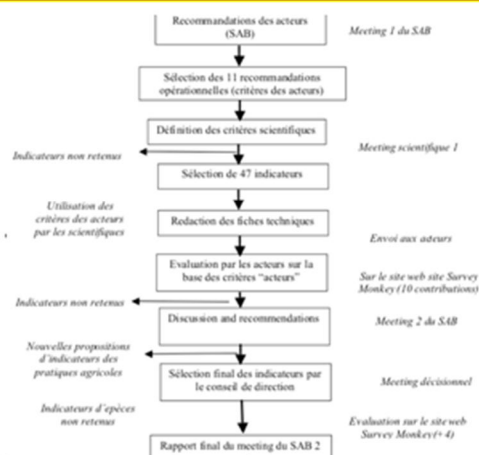 Recommandations des acteurs
(SAB)
Meeting 1 du SAB
Sélection des 11 recommandations
opérationnelles (critères des acteurs)
Définition des critères scientifiques
Indicateurs non retenus
Meeting scientifique 1
Sélection de 47 indicateurs
Utilisation des
critères des acteurs
par les scientifiques
Redaction des fiches techniques
Envoi aux acteurs
Evaluation par les acteurs sur la
base des critères "acteurs"
Sur le site web site Survey
Monkey (10 contributions)
Indicateurs non retenus
Discussion and recommendations
Meeting 2 du SAB
Nouvelles propositions
d'indicateurs des
pratiques agricoles
Sélection final des indicateurs par
le conseil de direction
Meeting décisionnel
Indicateurs d'epèces
non retenus
Evaluation sur le site web
Survey Monkey (+ 4)
Rapport final du meeting du SAB 2